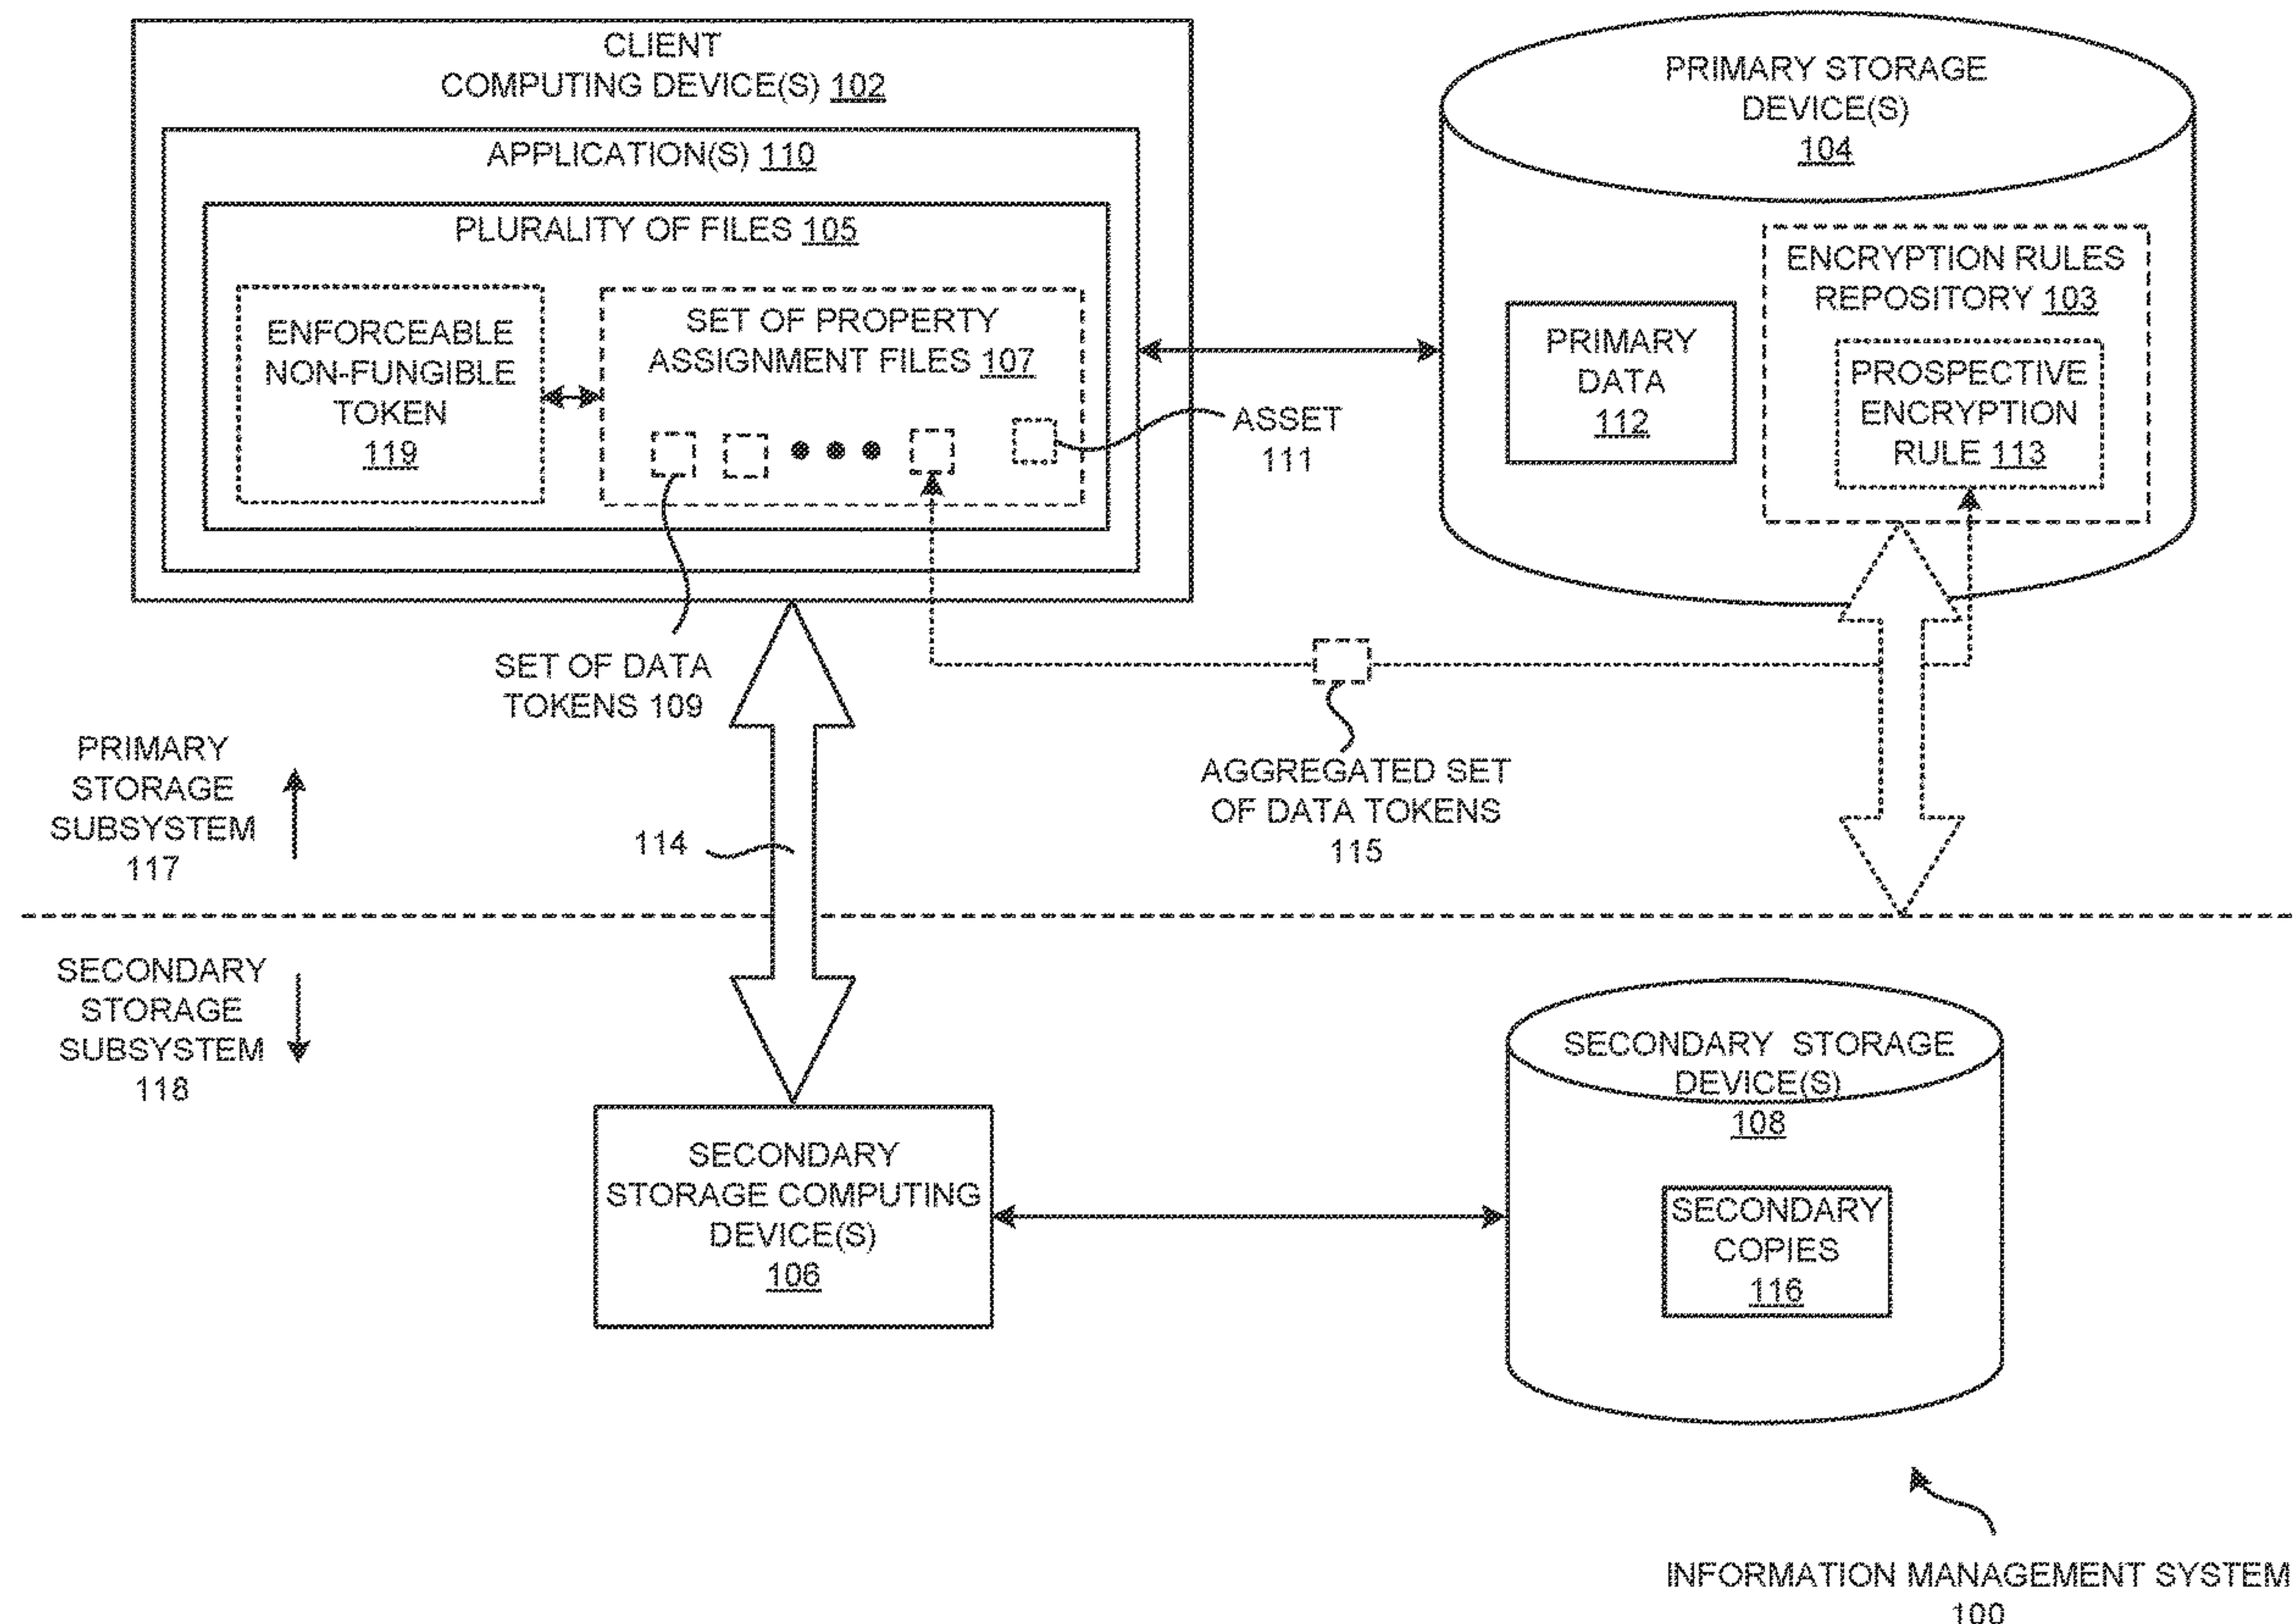 CLIENT
COMPUTING DEVICE(S) 102
APPLICATION(S) 110
PLURALITY OF FILES 105
ENFORCEABLE
NON-FUNGIBLE
TOKEN
119
SET OF PROPERTY
ASSIGNMENT FILES 107
ASSET
111
PRIMARY STORAGE
DEVICE(S)
104
PRIMARY
DATA
112
ENCRYPTION RULES
REPOSITORY 103
PROSPECTIVE
ENCRYPTION
RULE 113
SET OF DATA
TOKENS 109
AGGREGATED SET
OF DATA TOKENS
115
PRIMARY
STORAGE
SUBSYSTEM
117
114
SECONDARY
STORAGE
SUBSYSTEM
118
SECONDARY
STORAGE COMPUTING
DEVICE(S)
106
SECONDARY STORAGE
DEVICE(S)
108
SECONDARY
COPIES
116
INFORMATION MANAGEMENT SYSTEM
100